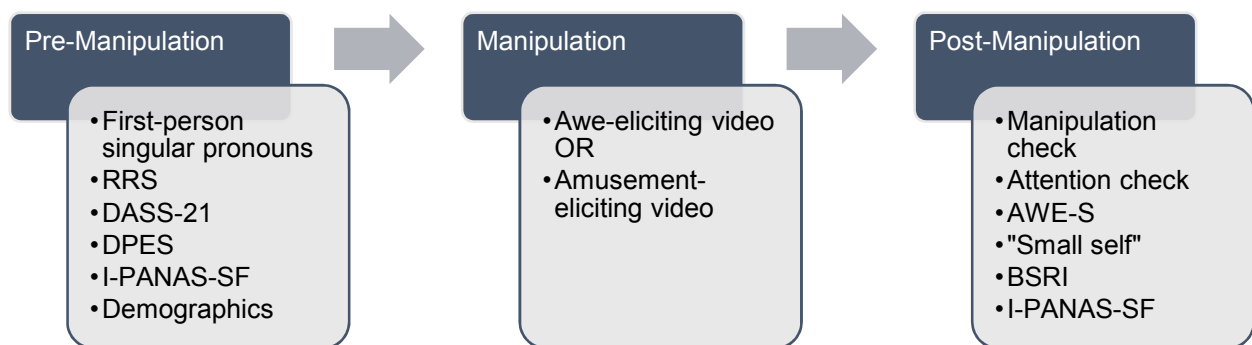 Pre-Manipulation
•First-person
singular pronouns
•RRS
•DASS-21
•DPES
•I-PANAS-SF
•Demographics
Manipulation
•Awe-eliciting video
OR
•Amusement-
eliciting video
Post-Manipulation
•Manipulation
check
•Attention check
•AWE-S
•"Small self"
•BSRI
•I-PANAS-SF